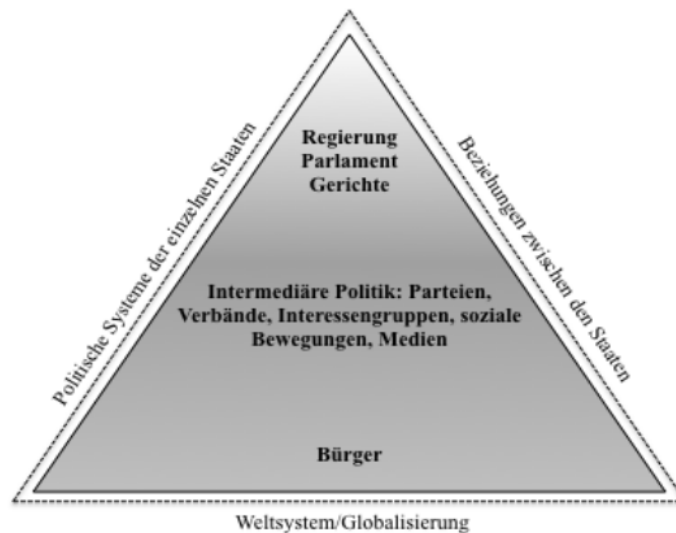 Politische Systeme der einzelnen Staaten
Beziehungen zwischen den Staaten
Regierung
Parlament
Gerichte
Intermediäre Politik: Parteien,
Verbände, Interessengruppen, soziale
Bewegungen, Medien
Bürger
Weltsystem/Globalisierung